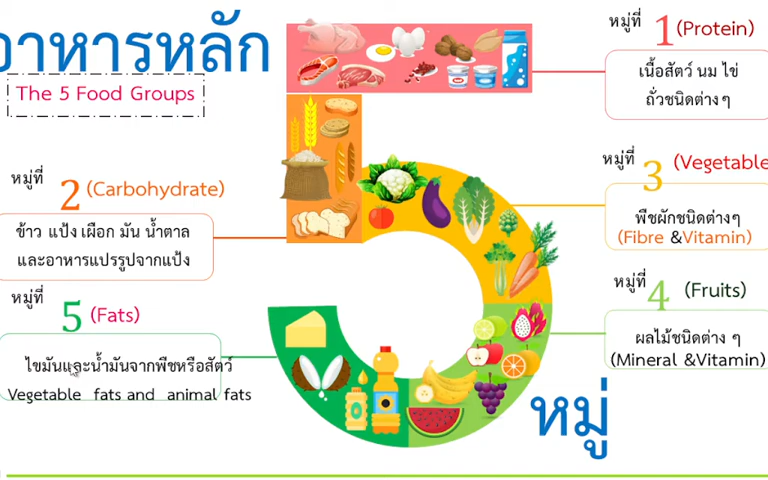 อาหารหลัก
The 5 Food Groups
หมู่ที่ 1 (Protein)
เนื้อสัตว์ นม ไข่
ถั่วชนิดต่างๆ
หมู่ที่ 2 (Carbohydrate)
ข้าว แป้ง เผือก มัน น้ำตาล
และอาหารแปรรูปจากแป้ง
หมู่ที่ 3 (Vegetable
พืชผักชนิดต่างๆ
(Fibre &Vitamin)
หมู่ที่ 4 (Fruits)
ผลไม้ชนิดต่าง ๆ
(Mineral &Vitamin)
หมู่ที่ 5 (Fats)
ไขมันและน้ำมันจากพืชหรือสัตว์
Vegetable fats and animal fats
5
หมู่